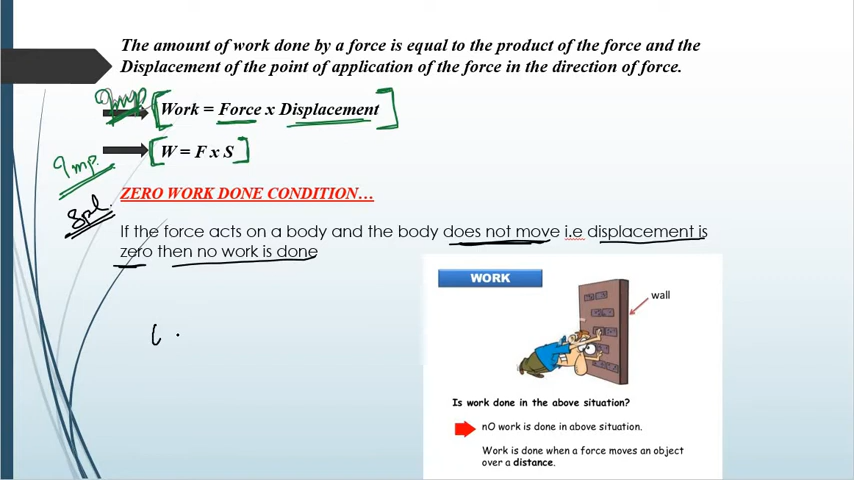 The amount of work done by a force is equal to the product of the force and the
Displacement of the point of application of the force in the direction of force.
Imp. Work = Force x Displacement
Imp. W = F x S
ZERO WORK DONE CONDITION…
Spl. If the force acts on a body and the body does not move i.e displacement is
zero then no work is done
WORK
wall
Is work done in the above situation?
nO work is done in above situation.
Work is done when a force moves an object
over a distance.